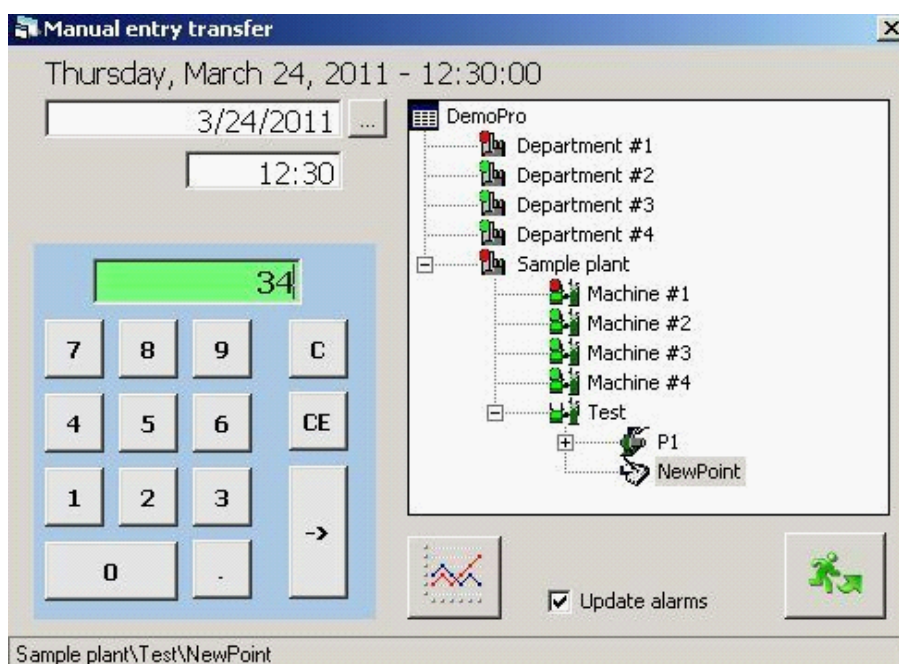 Manual entry transfer
Thursday, March 24, 2011 - 12:30:00
3/24/2011 ...
12:30
DemoPro
Department #1
Department #2
Department #3
Department #4
Sample plant
Machine #1
Machine #2
Machine #3
Machine #4
Test
P1
NewPoint
34
7 8 9 C
4 5 6 CE
1 2 3
->
0 .
Update alarms
Sample plant\Test\NewPoint